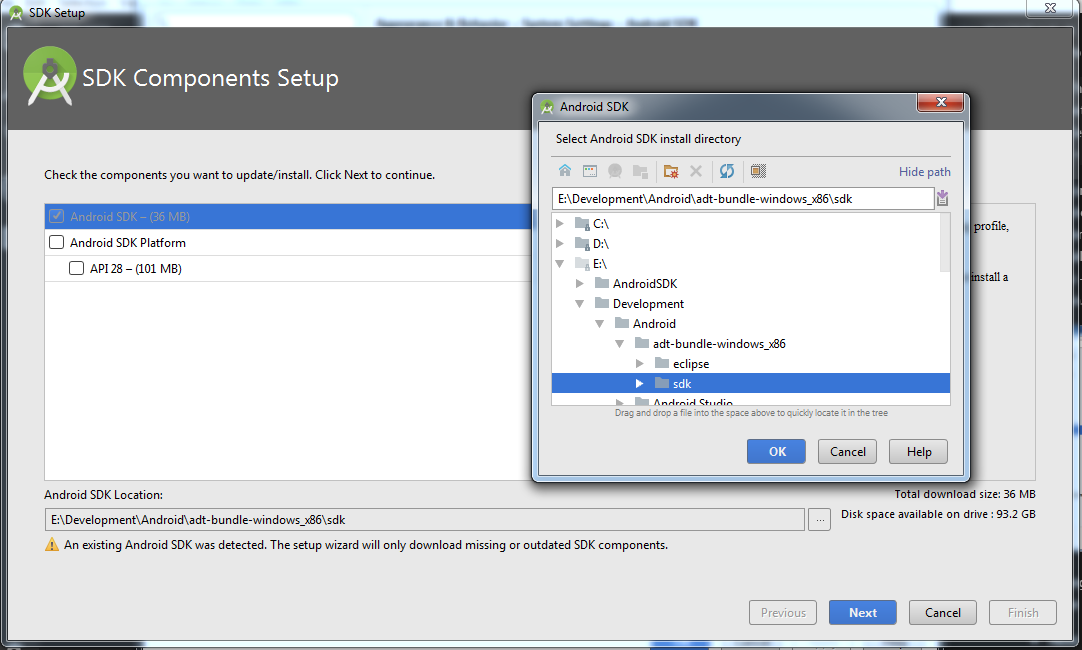 SDK Setup
SDK Components Setup
Check the components you want to update/install. Click Next to continue.
Android SDK – (36 MB)
Android SDK Platform
API 28 – (101 MB)
profile,
install a
Android SDK
Select Android SDK install directory
Hide path
E:\Development\Android\adt-bundle-windows_x86\sdk
C:\
D:\
E:\
AndroidSDK
Development
Android
adt-bundle-windows_x86
eclipse
sdk
Android Studio
Drag and drop a file into the space above to quickly locate it in the tree
OK
Cancel
Help
Android SDK Location:
Total download size: 36 MB
E:\Development\Android\adt-bundle-windows_x86\sdk
...
Disk space available on drive : 93.2 GB
An existing Android SDK was detected. The setup wizard will only download missing or outdated SDK components.
Previous
Next
Cancel
Finish